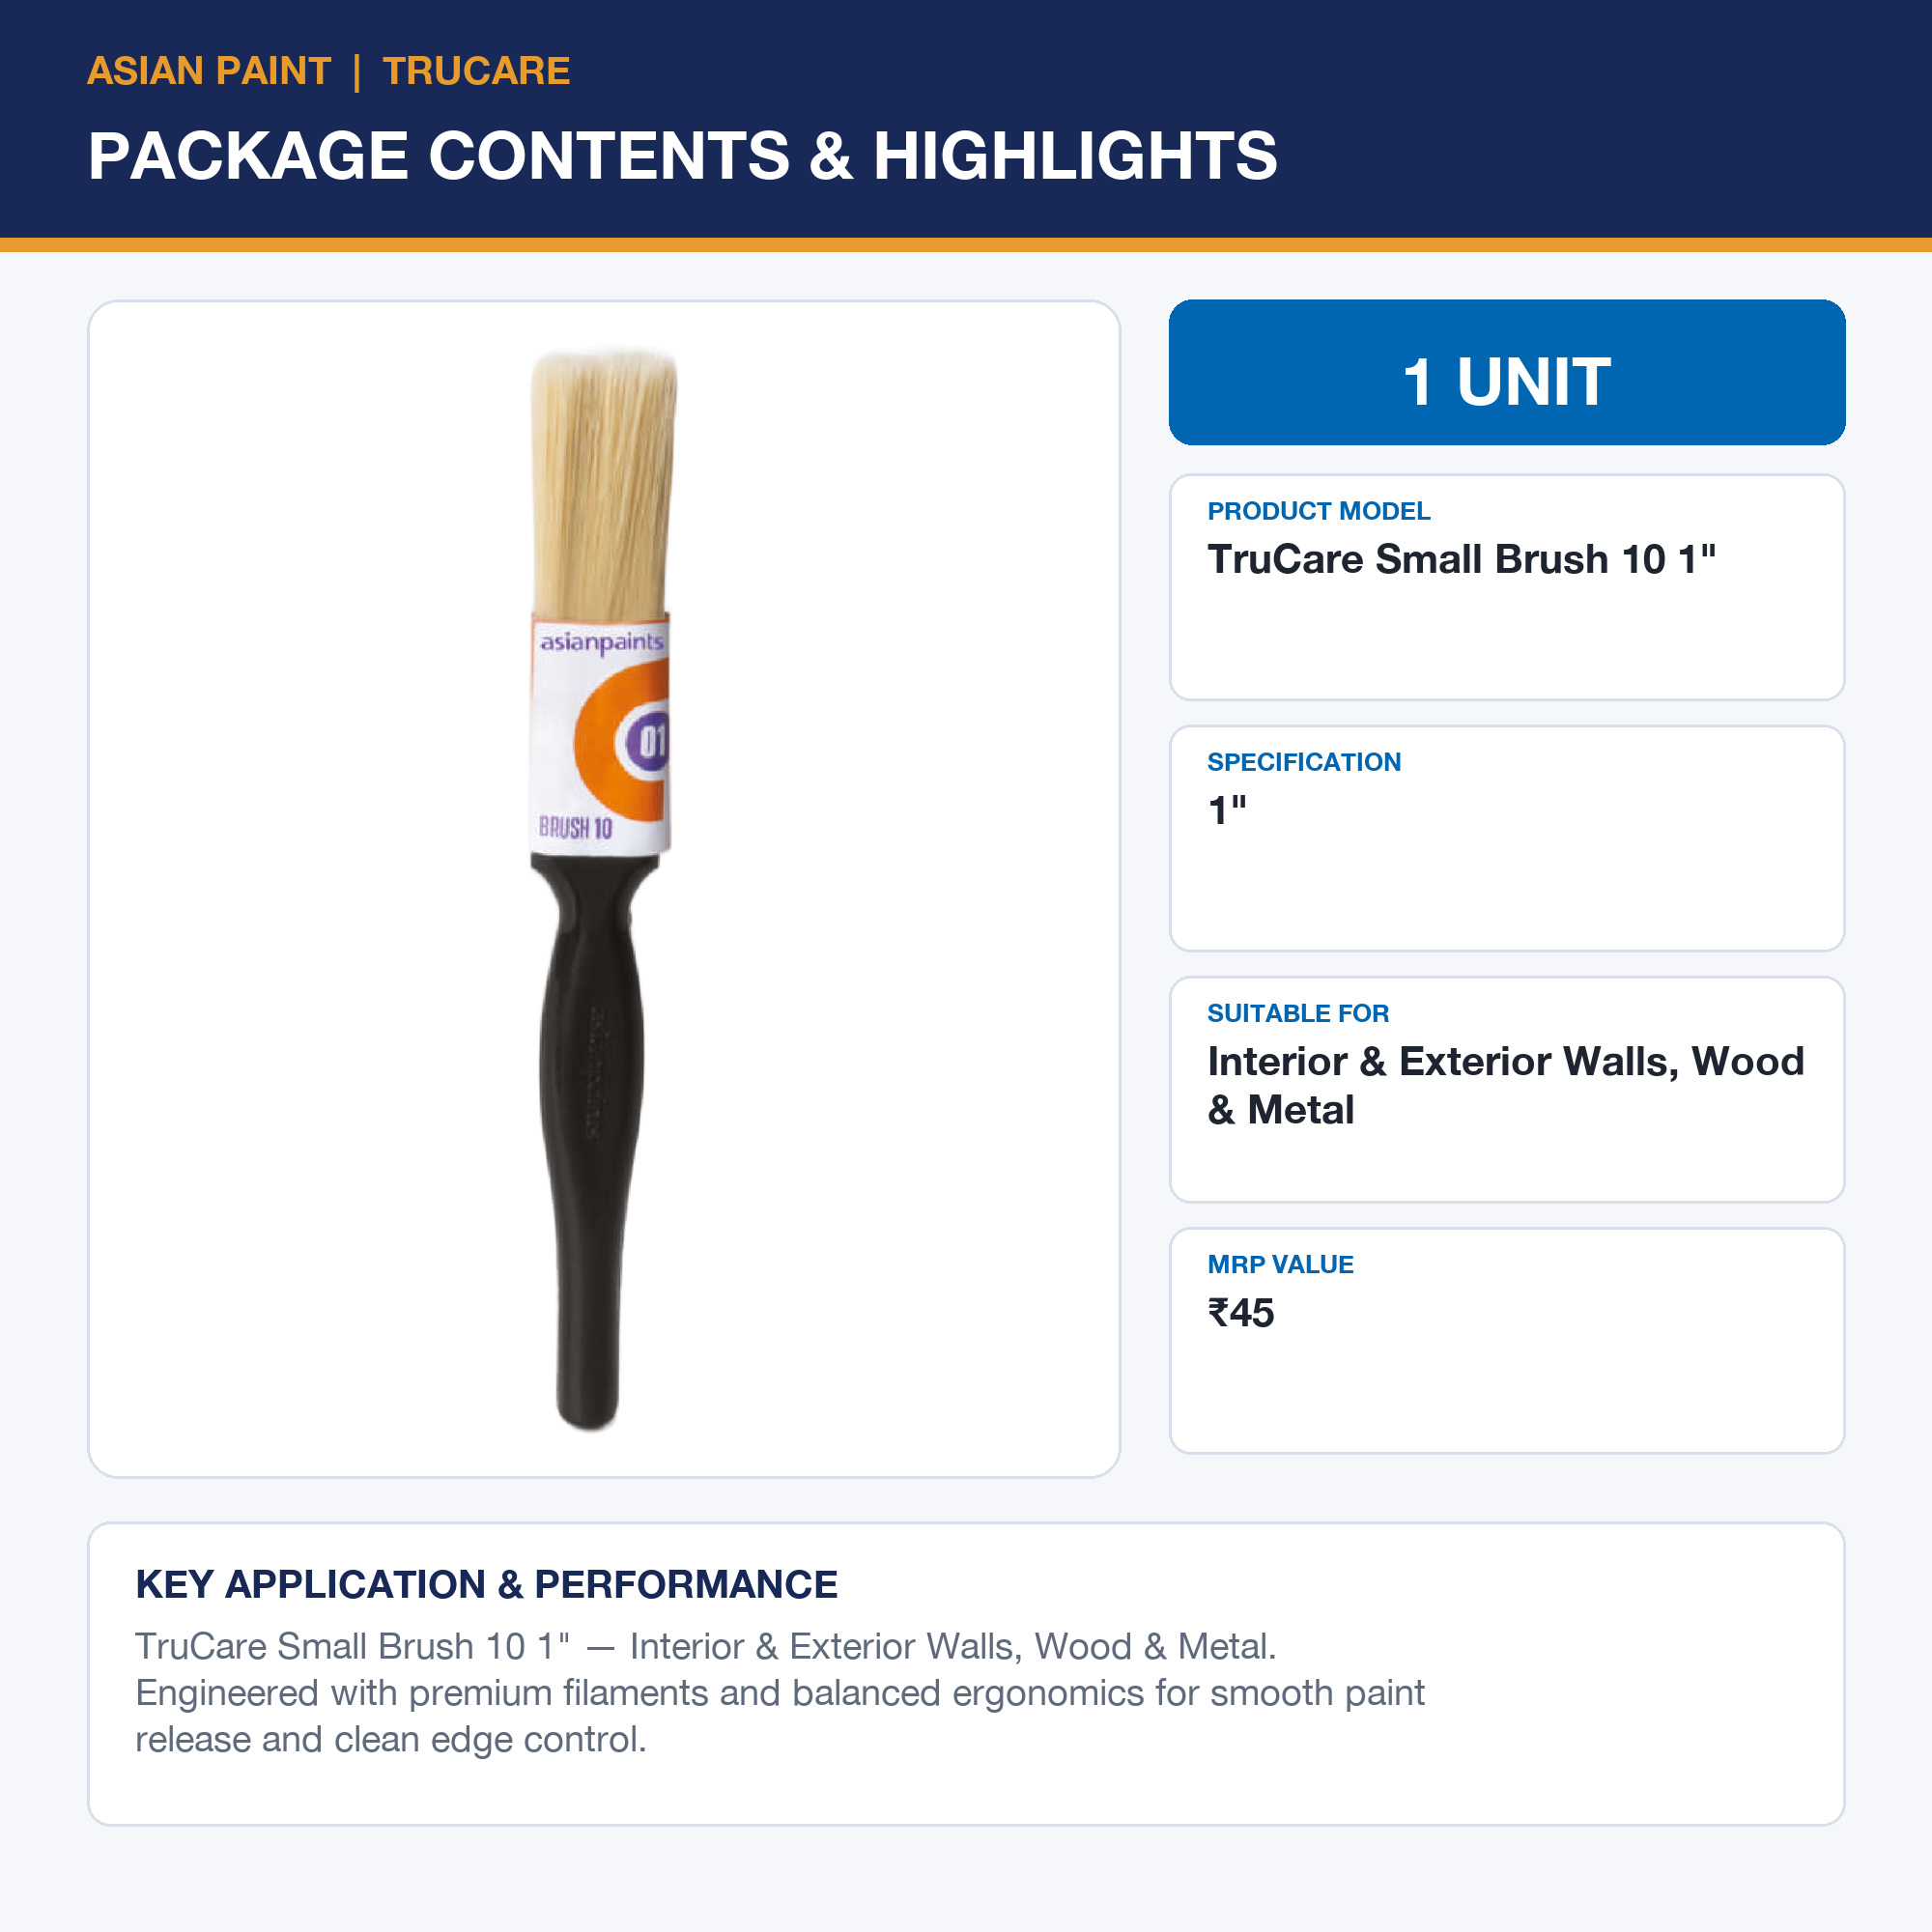 ASIAN PAINT | TRUCARE
PACKAGE CONTENTS & HIGHLIGHTS
asianpaints
01
BRUSH 10
asianpaints
1 UNIT
PRODUCT MODEL
TruCare Small Brush 10 1"
SPECIFICATION
1"
SUITABLE FOR
Interior & Exterior Walls, Wood
& Metal
MRP VALUE
₹45
KEY APPLICATION & PERFORMANCE
TruCare Small Brush 10 1" — Interior & Exterior Walls, Wood & Metal.
Engineered with premium filaments and balanced ergonomics for smooth paint
release and clean edge control.